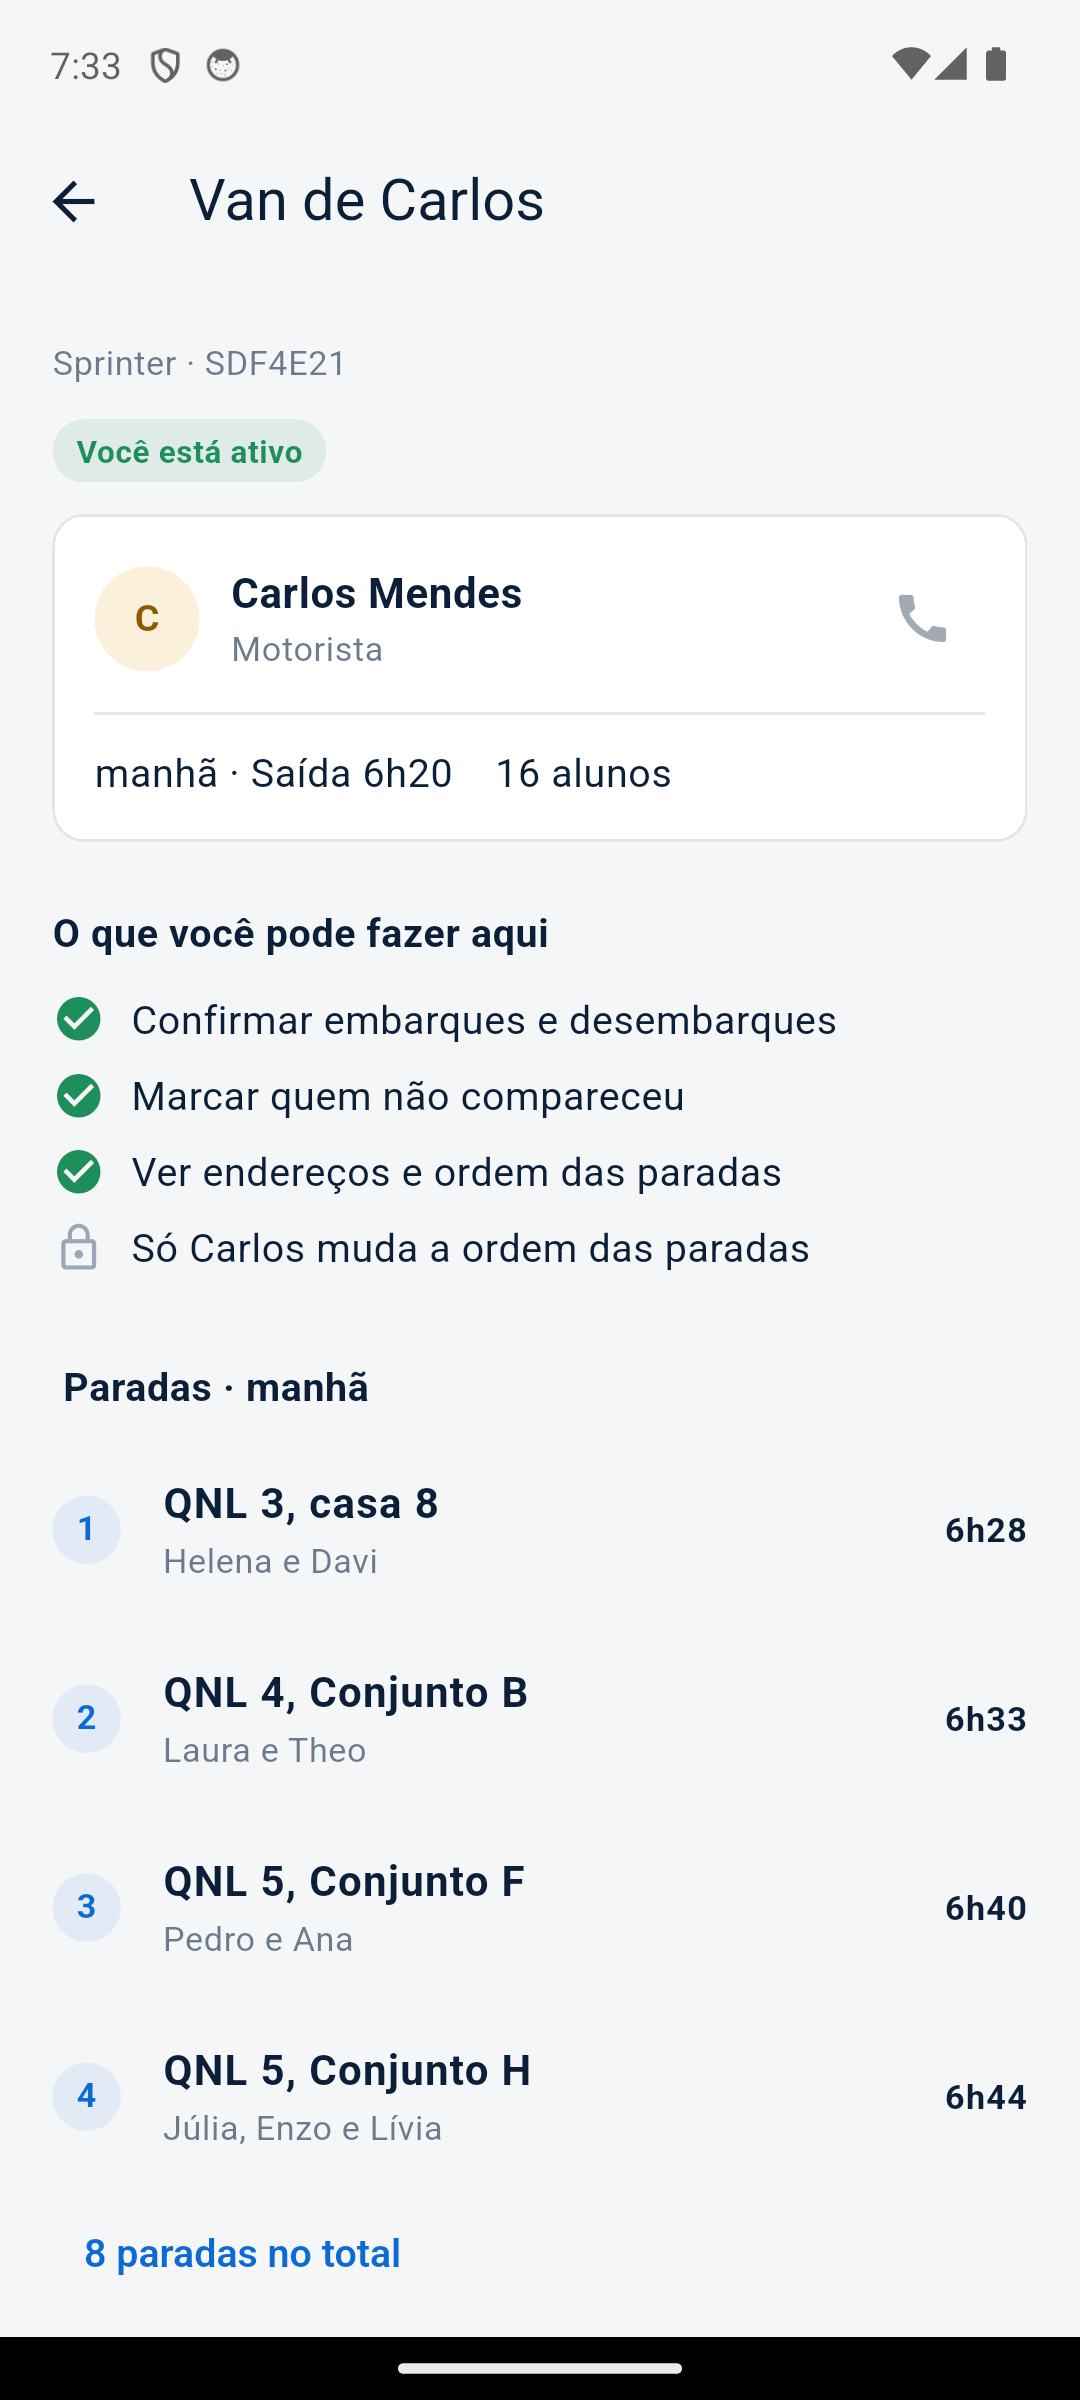 7:33
Van de Carlos
Sprinter · SDF4E21
Você está ativo
C
Carlos Mendes
Motorista
manhã · Saída 6h20 16 alunos
O que você pode fazer aqui
Confirmar embarques e desembarques
Marcar quem não compareceu
Ver endereços e ordem das paradas
Só Carlos muda a ordem das paradas
Paradas · manhã
1
QNL 3, casa 8
Helena e Davi
6h28
2
QNL 4, Conjunto B
Laura e Theo
6h33
3
QNL 5, Conjunto F
Pedro e Ana
6h40
4
QNL 5, Conjunto H
Júlia, Enzo e Lívia
6h44
8 paradas no total